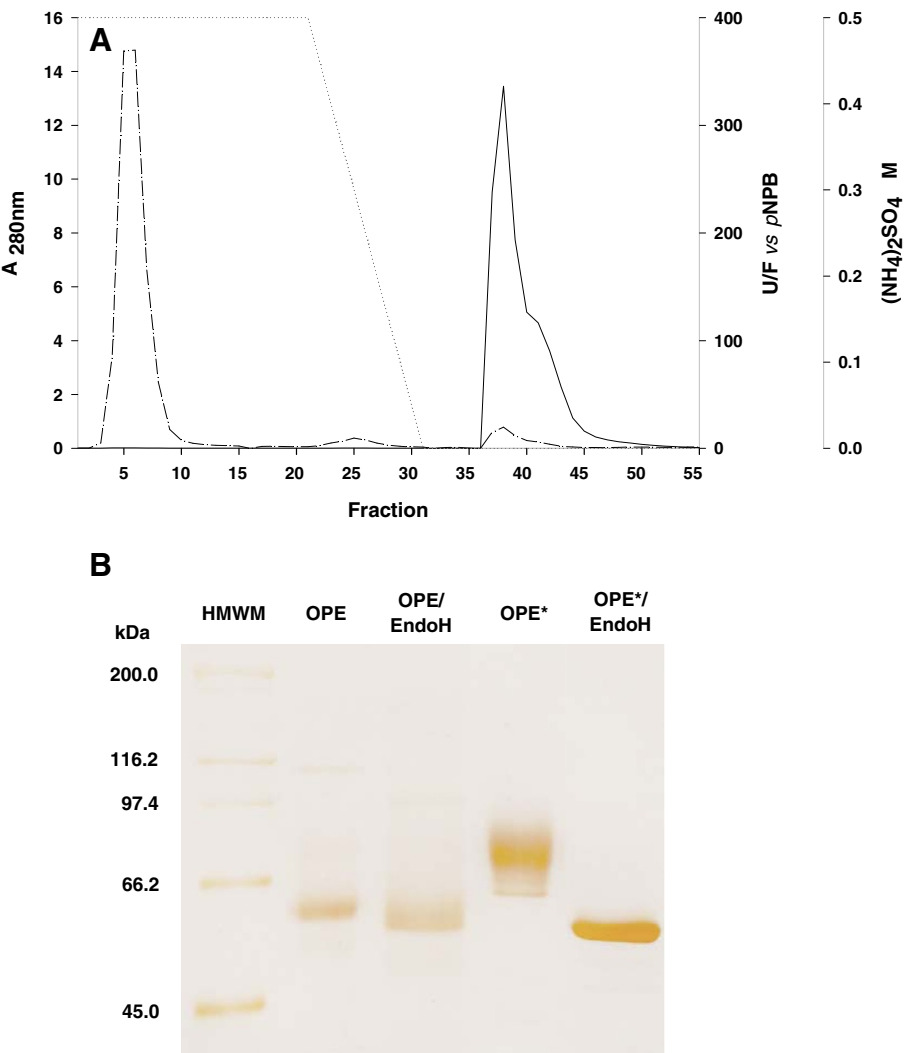 A
16
14
12
10
8
6
4
2
0
A 280nm
5 10 15 20 25 30 35 40 45 50 55
Fraction
400
300
200
100
0
U/F vs pNPB
0.5
0.4
0.3
0.2
0.1
0.0
(NH4)2SO4 M
B
HMWM OPE OPE/ EndoH OPE* OPE*/ EndoH
kDa
200.0
116.2
97.4
66.2
45.0